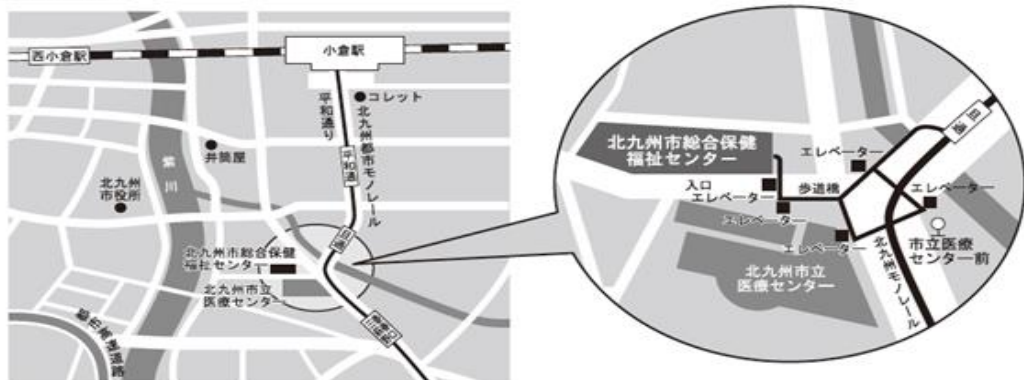 西小倉駅
小倉駅
コレット
平和通り
北九州都市モノレール
平和通
井筒屋
紫川
北九州
市役所
旦過
北九州市総合保健
福祉センター
北九州市立
医療センター
香春口三萩野
北九州市総合保健
福祉センター
エレベーター
旦過
入口
エレベーター
歩道橋
エレベーター
エレベーター
エレベーター
市立医療
センター前
北九州市立
医療センター
北九州モノレール